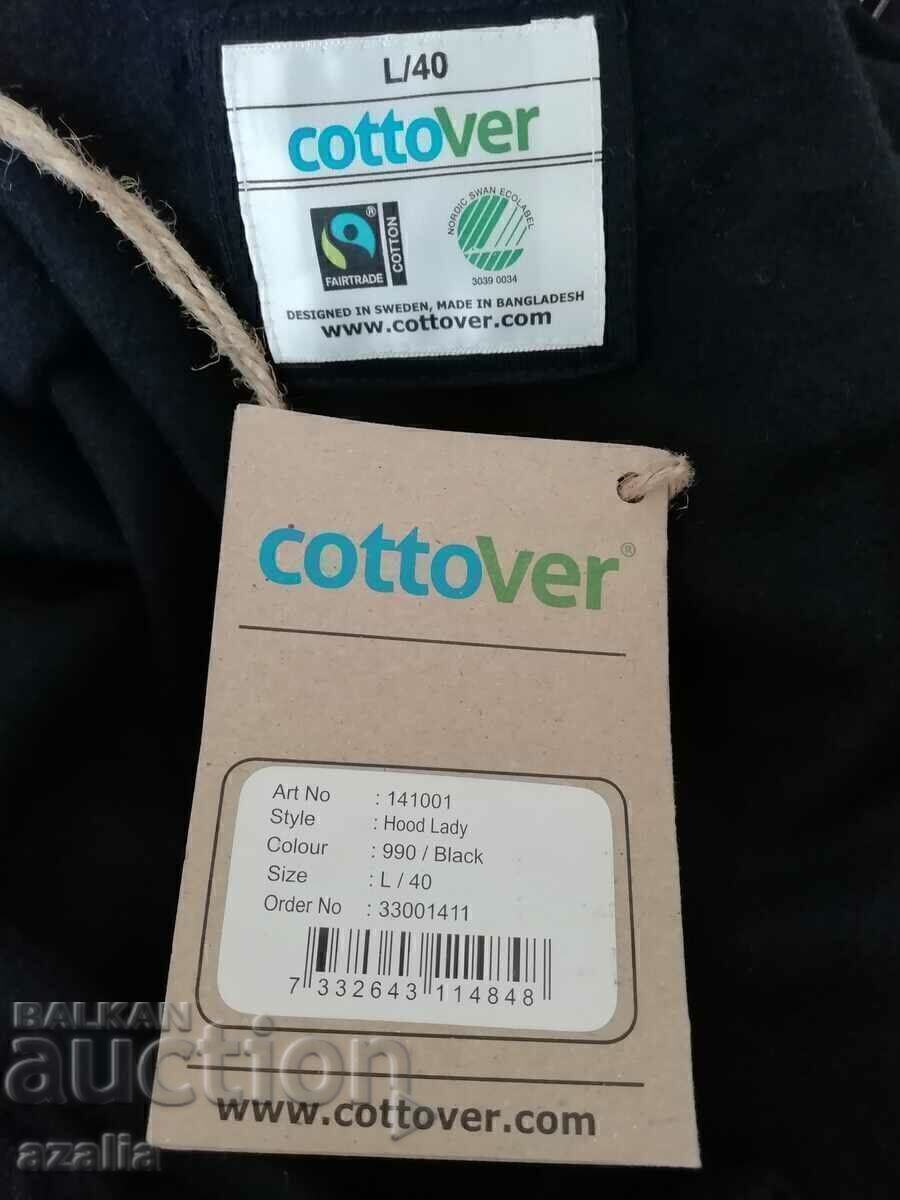 L/40
cottoVer
FAIRTRADE
®
COTTON
NORDIC SWAN ECOLABEL
3039 0034
DESIGNED IN SWEDEN, MADE IN BANGLADESH
www.cottover.com
cottoVer®
Art No : 141001
Style : Hood Lady
Colour : 990 / Black
Size : L / 40
Order No : 33001411
7 332643 114848
BALKAN
auction
www.cottover.com
azalia